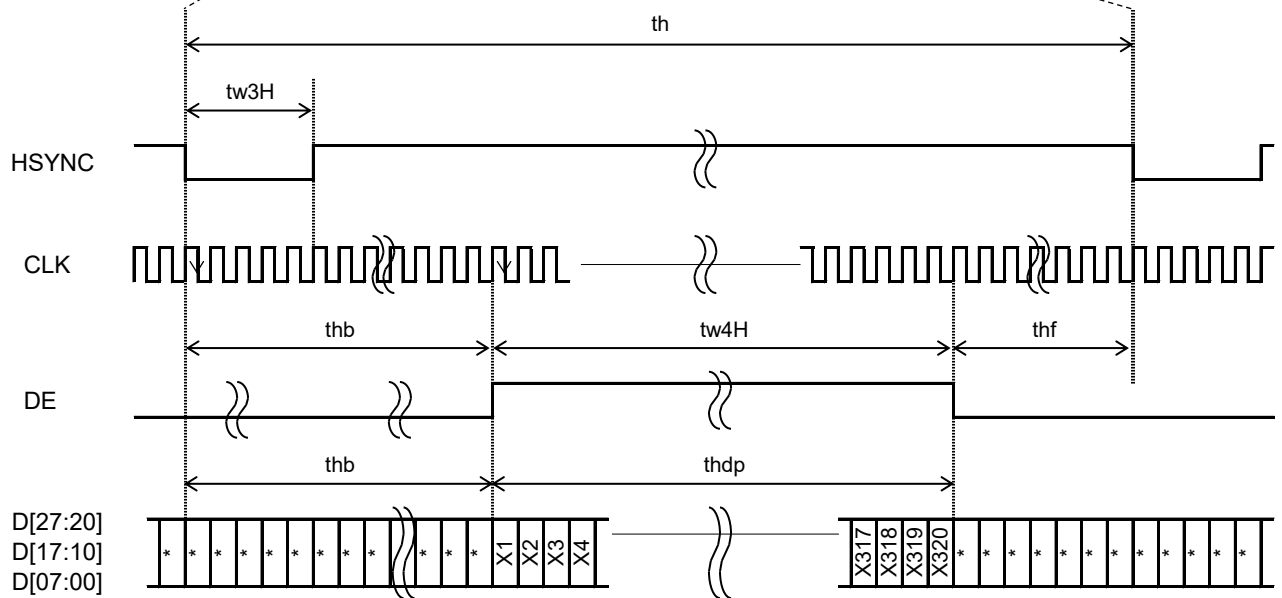 th
tw3H
HSYNC
CLK
thb tw4H thf
DE
thb thdp
D[27:20]
D[17:10] * * * * * * * * * * * * X1 X2 X3 X4 X317 X318 X319 X320 * * * * * * * * * * * *
D[07:00]